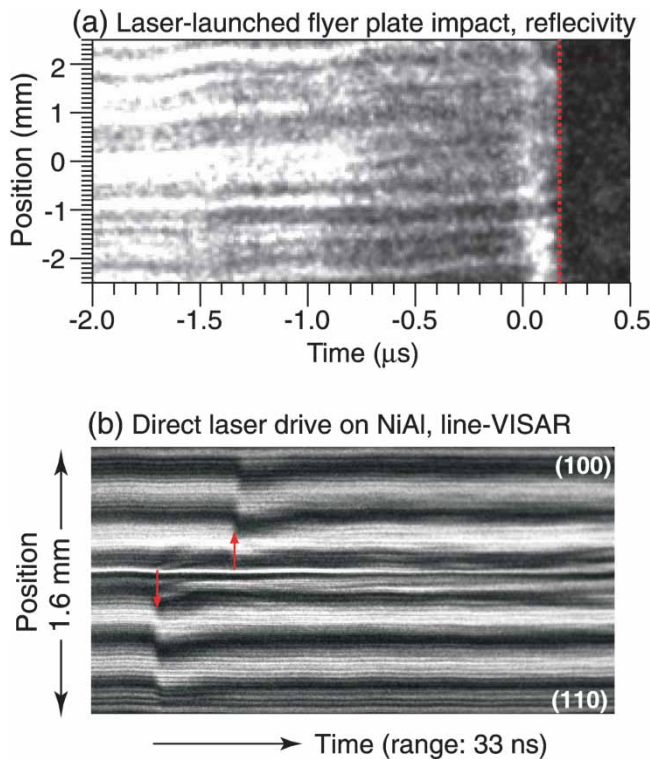 (a) Laser-launched flyer plate impact, reflecivity
Position (mm)
2
1
0
-1
-2
-2.0 -1.5 -1.0 -0.5 0.0 0.5
Time (μs)
(b) Direct laser drive on NiAl, line-VISAR
(100)
Position
1.6 mm
(110)
Time (range: 33 ns)